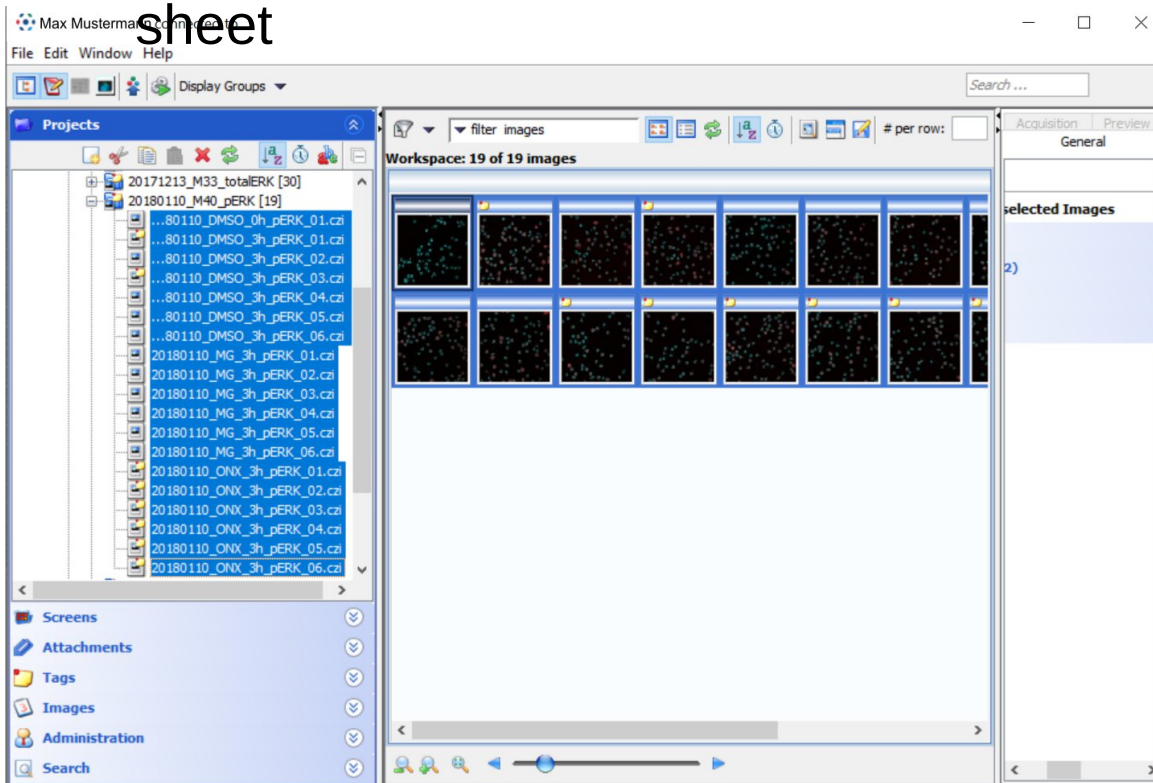 sheet
Max Mustermann connected to
File Edit Window Help
Display Groups
Search ...
Projects
20171213_M33_totalERK [30]
20180110_M40_pERK [19]
...80110_DMSO_0h_pERK_01.czi
...80110_DMSO_3h_pERK_01.czi
...80110_DMSO_3h_pERK_02.czi
...80110_DMSO_3h_pERK_03.czi
...80110_DMSO_3h_pERK_04.czi
...80110_DMSO_3h_pERK_05.czi
...80110_DMSO_3h_pERK_06.czi
20180110_MG_3h_pERK_01.czi
20180110_MG_3h_pERK_02.czi
20180110_MG_3h_pERK_03.czi
20180110_MG_3h_pERK_04.czi
20180110_MG_3h_pERK_05.czi
20180110_MG_3h_pERK_06.czi
20180110_ONX_3h_pERK_01.czi
20180110_ONX_3h_pERK_02.czi
20180110_ONX_3h_pERK_03.czi
20180110_ONX_3h_pERK_04.czi
20180110_ONX_3h_pERK_05.czi
20180110_ONX_3h_pERK_06.czi
Screens
Attachments
Tags
Images
Administration
Search
filter images
# per row:
Workspace: 19 of 19 images
Acquisition Preview
General
selected Images
2)